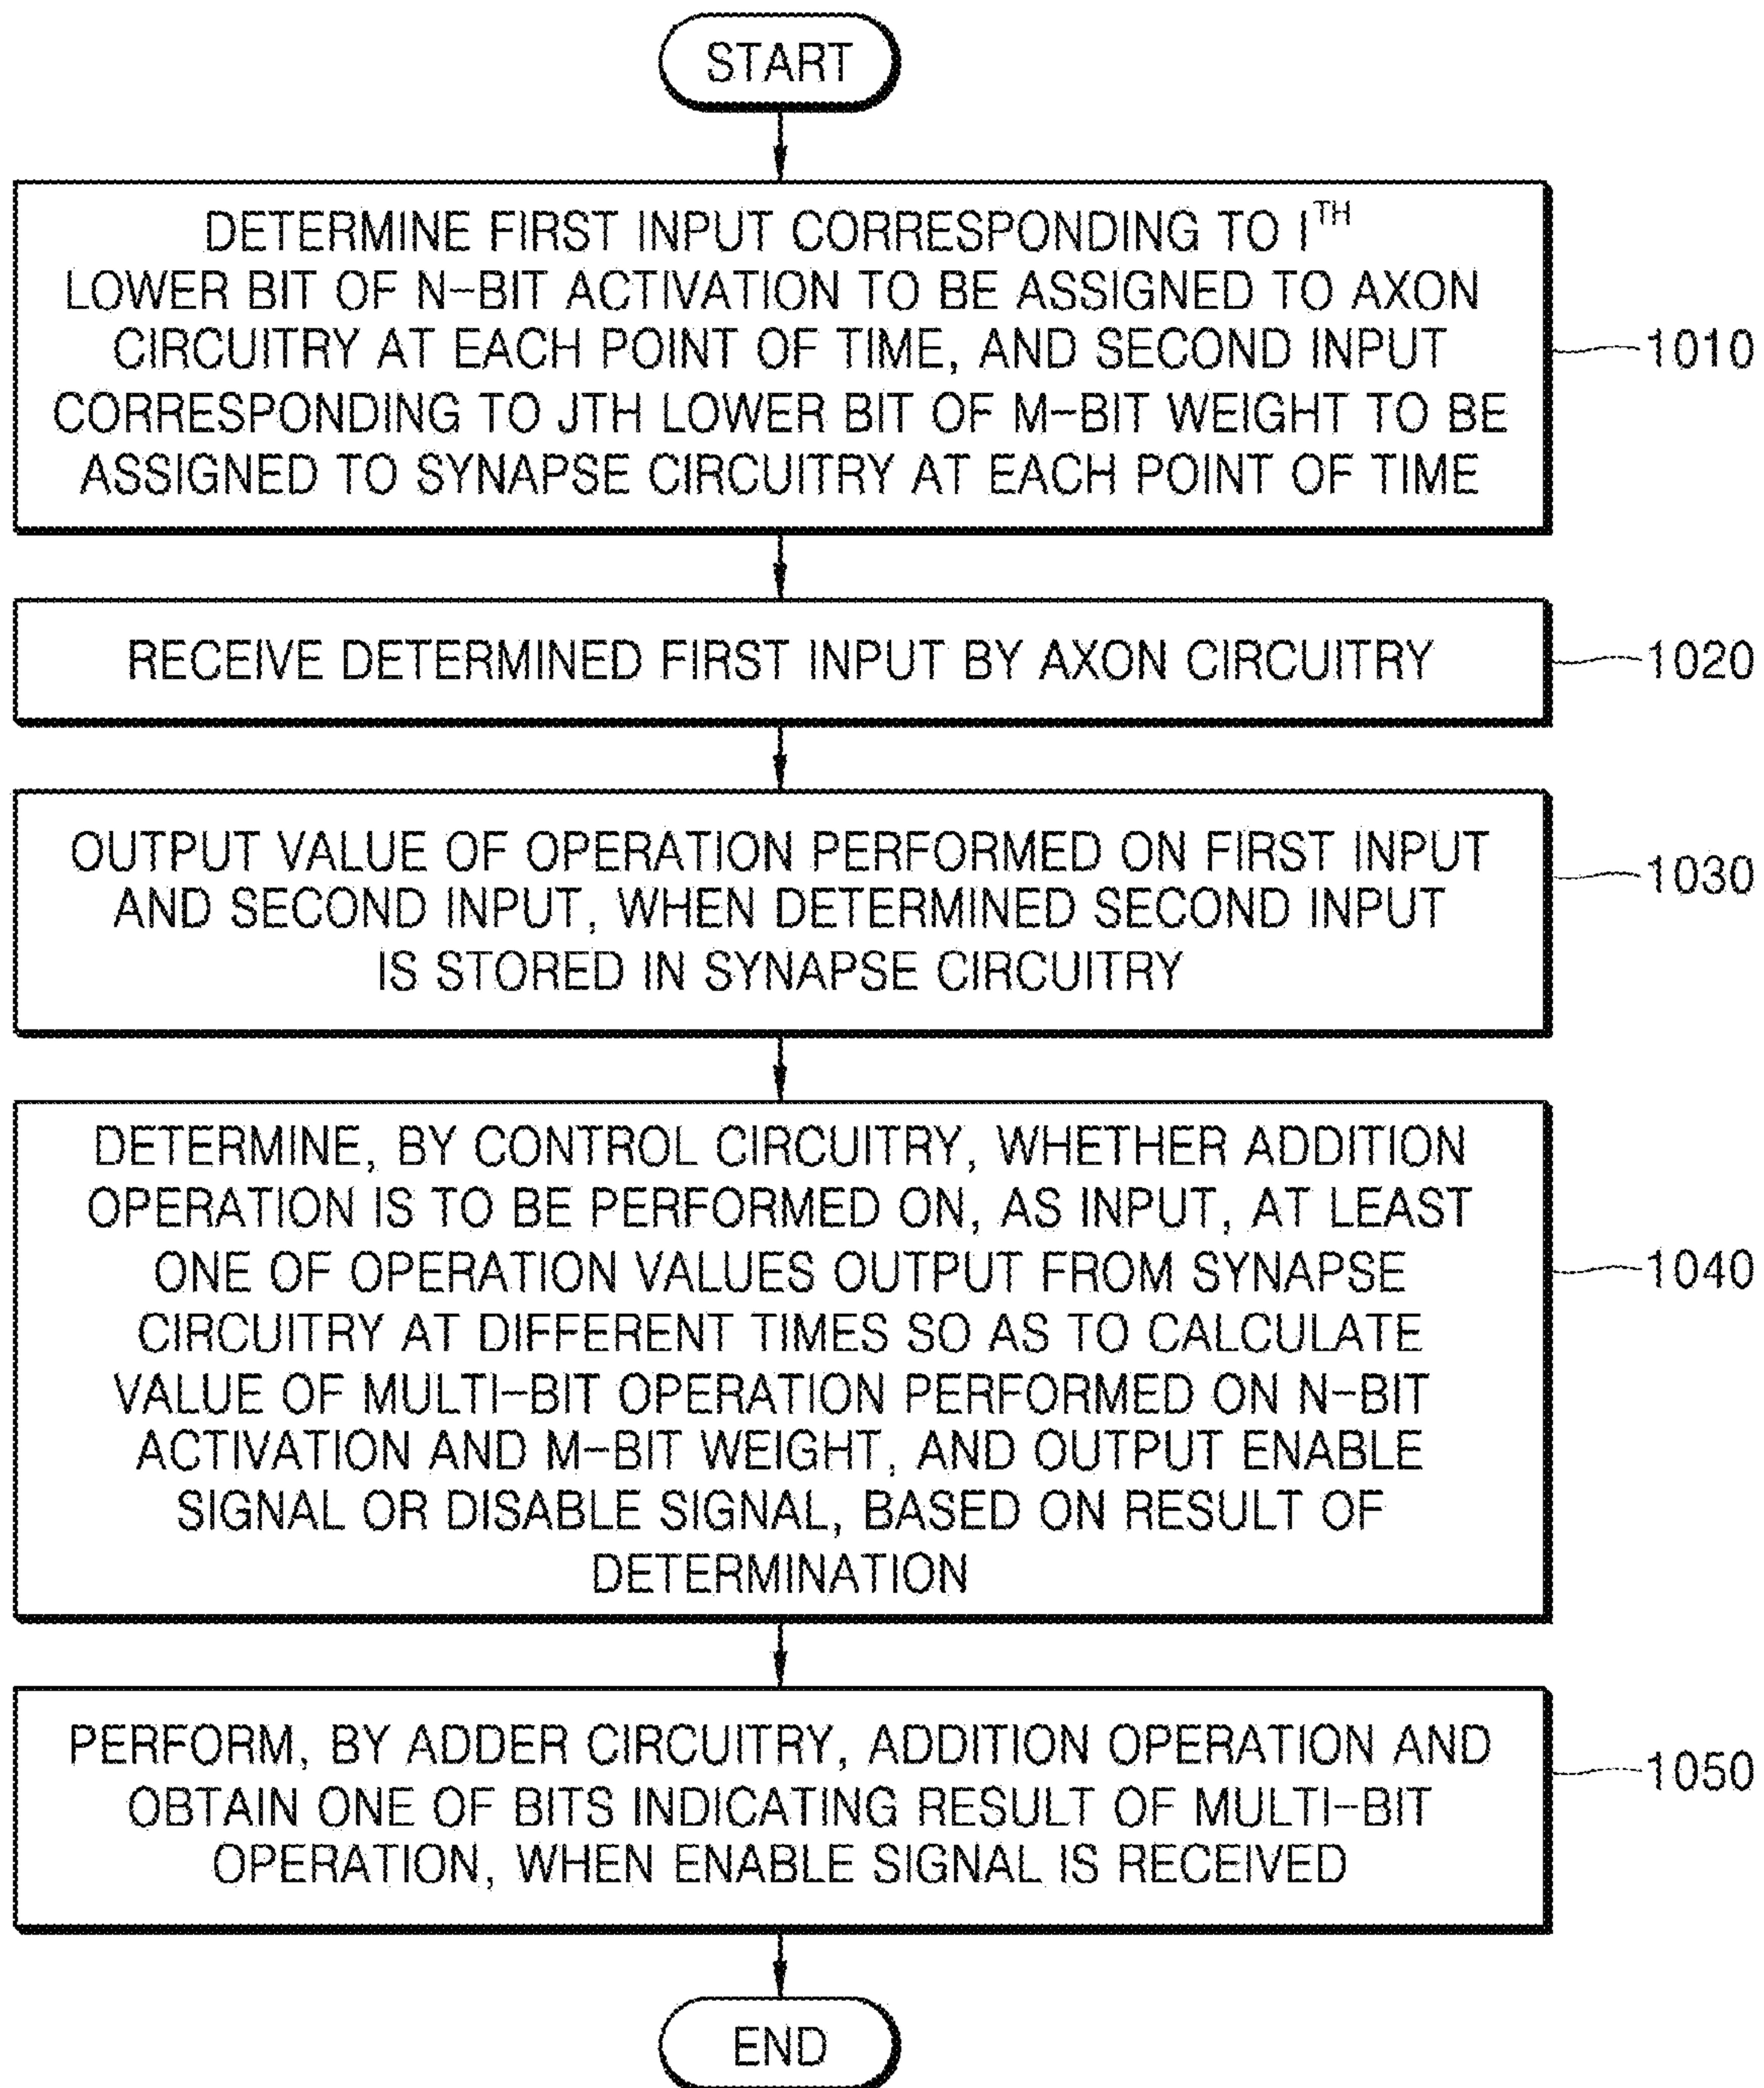 START
DETERMINE FIRST INPUT CORRESPONDING TO I^TH
LOWER BIT OF N-BIT ACTIVATION TO BE ASSIGNED TO AXON
CIRCUITRY AT EACH POINT OF TIME, AND SECOND INPUT
CORRESPONDING TO JTH LOWER BIT OF M-BIT WEIGHT TO BE
ASSIGNED TO SYNAPSE CIRCUITRY AT EACH POINT OF TIME
1010
RECEIVE DETERMINED FIRST INPUT BY AXON CIRCUITRY
1020
OUTPUT VALUE OF OPERATION PERFORMED ON FIRST INPUT
AND SECOND INPUT, WHEN DETERMINED SECOND INPUT
IS STORED IN SYNAPSE CIRCUITRY
1030
DETERMINE, BY CONTROL CIRCUITRY, WHETHER ADDITION
OPERATION IS TO BE PERFORMED ON, AS INPUT, AT LEAST
ONE OF OPERATION VALUES OUTPUT FROM SYNAPSE
CIRCUITRY AT DIFFERENT TIMES SO AS TO CALCULATE
VALUE OF MULTI-BIT OPERATION PERFORMED ON N-BIT
ACTIVATION AND M-BIT WEIGHT, AND OUTPUT ENABLE
SIGNAL OR DISABLE SIGNAL, BASED ON RESULT OF
DETERMINATION
1040
PERFORM, BY ADDER CIRCUITRY, ADDITION OPERATION AND
OBTAIN ONE OF BITS INDICATING RESULT OF MULTI-BIT
OPERATION, WHEN ENABLE SIGNAL IS RECEIVED
1050
END